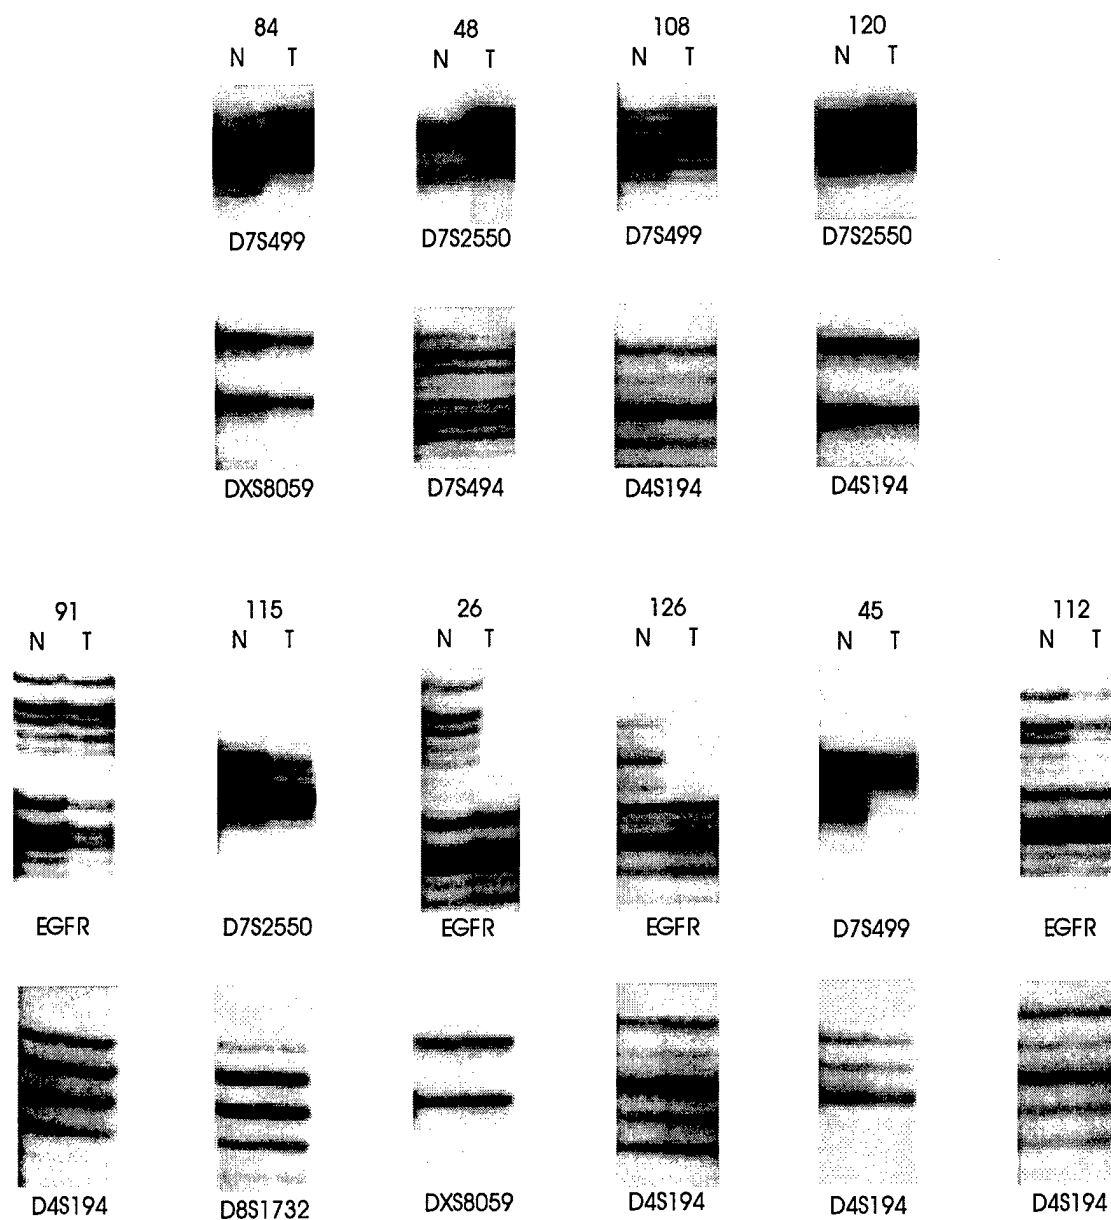 84 48 108 120
N T N T N T N T
D7S499 D7S2550 D7S499 D7S2550
DXS8059 D7S494 D4S194 D4S194
91 115 26 126 45 112
N T N T N T N T N T N T
EGFR D7S2550 EGFR EGFR D7S499 EGFR
D4S194 D8S1732 DXS8059 D4S194 D4S194 D4S194